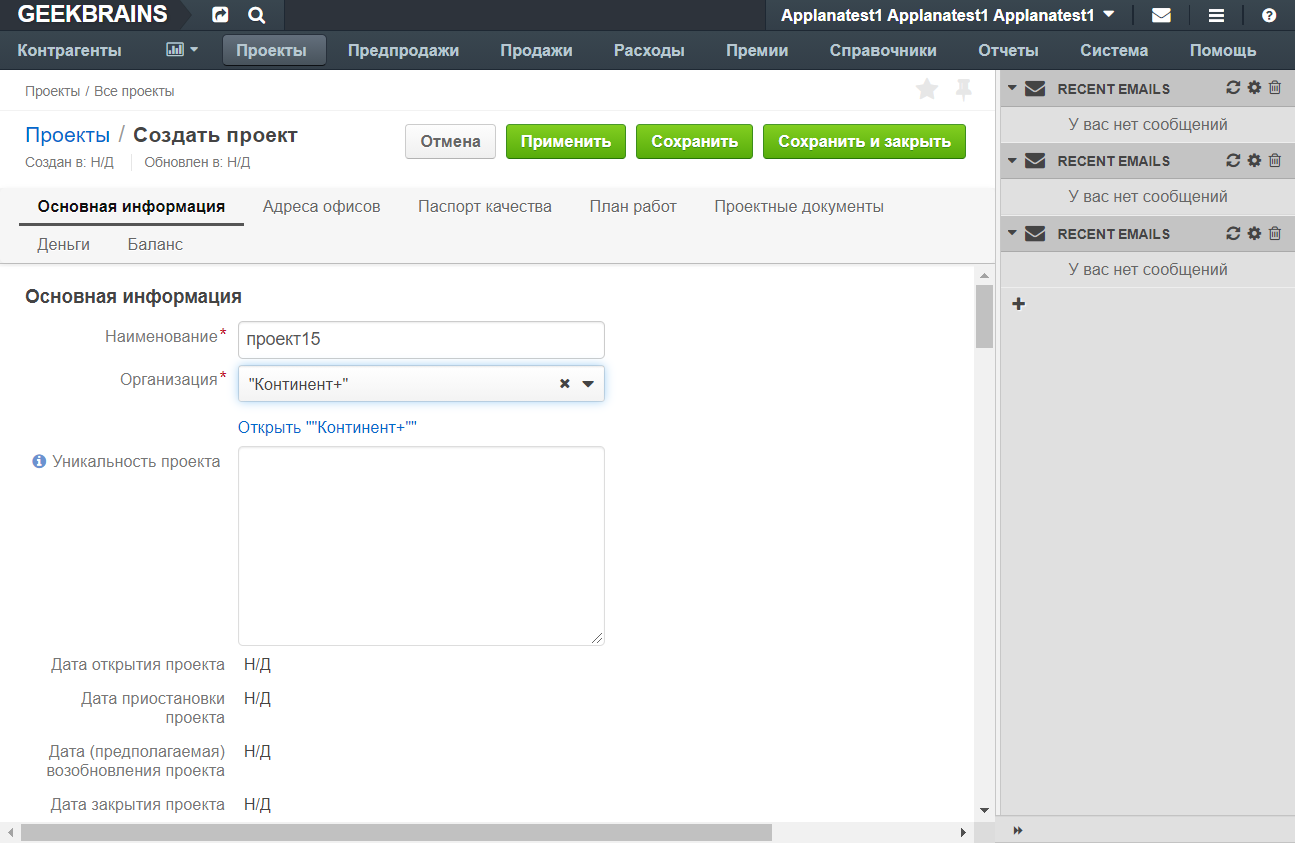 GEEKBRAINS
Applanatest1 Applanatest1 Applanatest1
Контрагенты Проекты Предпродажи Продажи Расходы Премии Справочники Отчеты Система Помощь
Проекты / Все проекты
Проекты / Создать проект
Создан в: Н/Д Обновлен в: Н/Д
Отмена Применить Сохранить Сохранить и закрыть
Основная информация Адреса офисов Паспорт качества План работ Проектные документы
Деньги Баланс
Основная информация
Наименование* проект15
Организация* "Континент+"
Открыть ""Континент+""
Уникальность проекта
Дата открытия проекта Н/Д
Дата приостановки Н/Д
проекта
Дата (предполагаемая) Н/Д
возобновления проекта
Дата закрытия проекта Н/Д
RECENT EMAILS
У вас нет сообщений
RECENT EMAILS
У вас нет сообщений
RECENT EMAILS
У вас нет сообщений